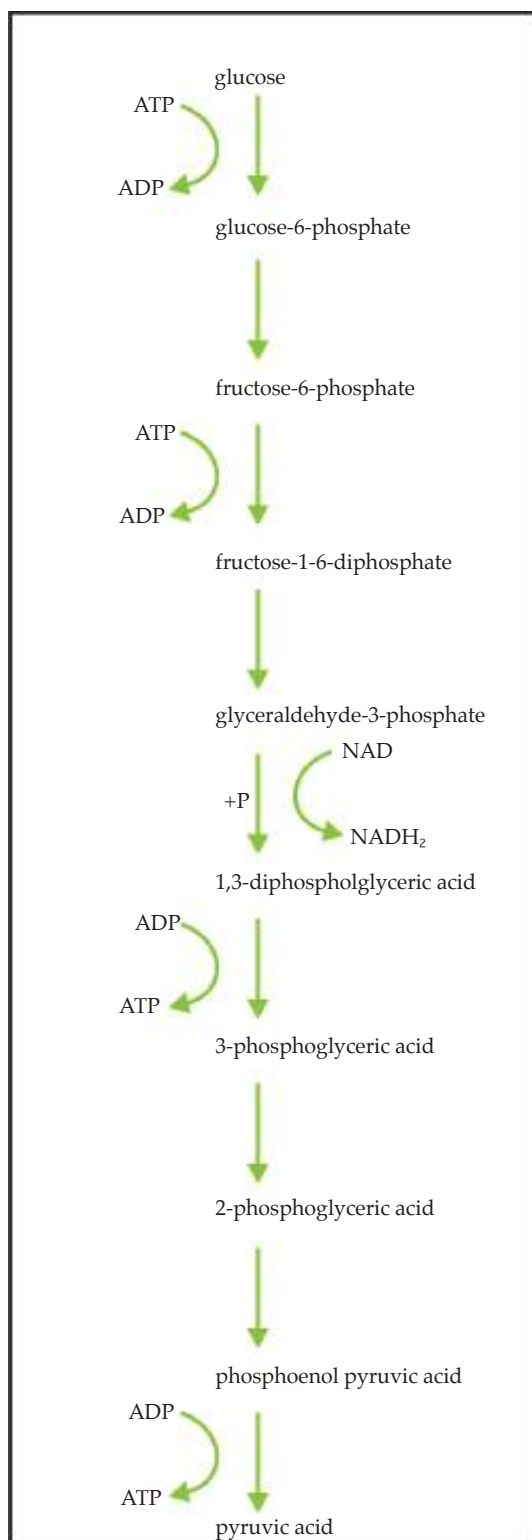 glucose
ATP
ADP
glucose-6-phosphate
fructose-6-phosphate
ATP
ADP
fructose-1-6-diphosphate
glyceraldehyde-3-phosphate
NAD
+P
NADH₂
1,3-diphospholglyceric acid
ADP
ATP
3-phosphoglyceric acid
2-phosphoglyceric acid
phosphoenol pyruvic acid
ADP
ATP
pyruvic acid